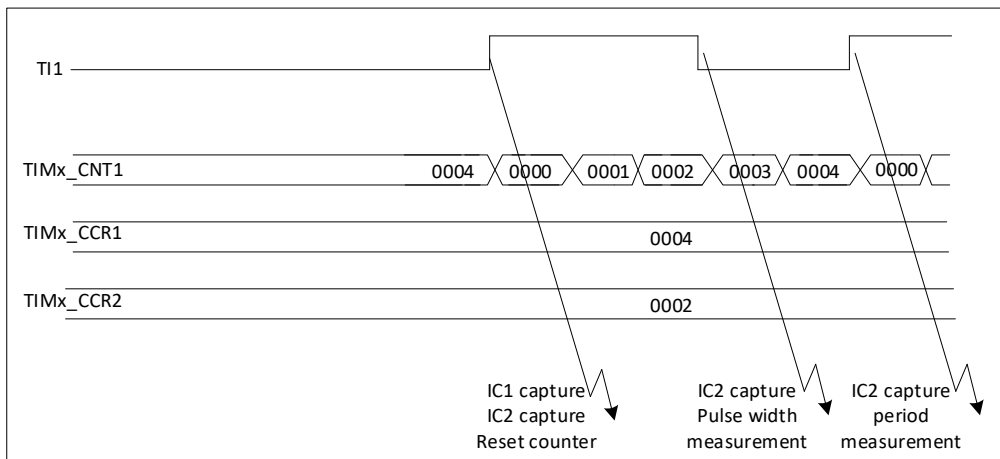 TI1
TIMx_CNT1
0004 0000 0001 0002 0003 0004 0000
TIMx_CCR1
0004
TIMx_CCR2
0002
IC1 capture
IC2 capture
Reset counter
IC2 capture
Pulse width
measurement
IC2 capture
period
measurement